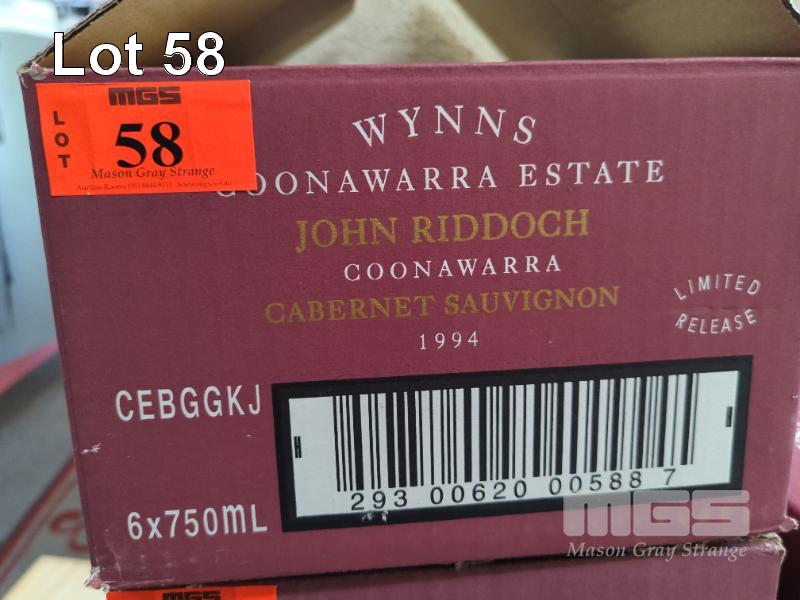 Lot 58
MGS
LOT
58
Mason Gray Strange
WYNNS
COONAWARRA ESTATE
JOHN RIDDOCH
COONAWARRA
CABERNET SAUVIGNON
1994
LIMITED
RELEASE
CEBGGKJ
H
H
293 00620 00588 7
6x750mL
MGS
Mason Gray Strange
MGS